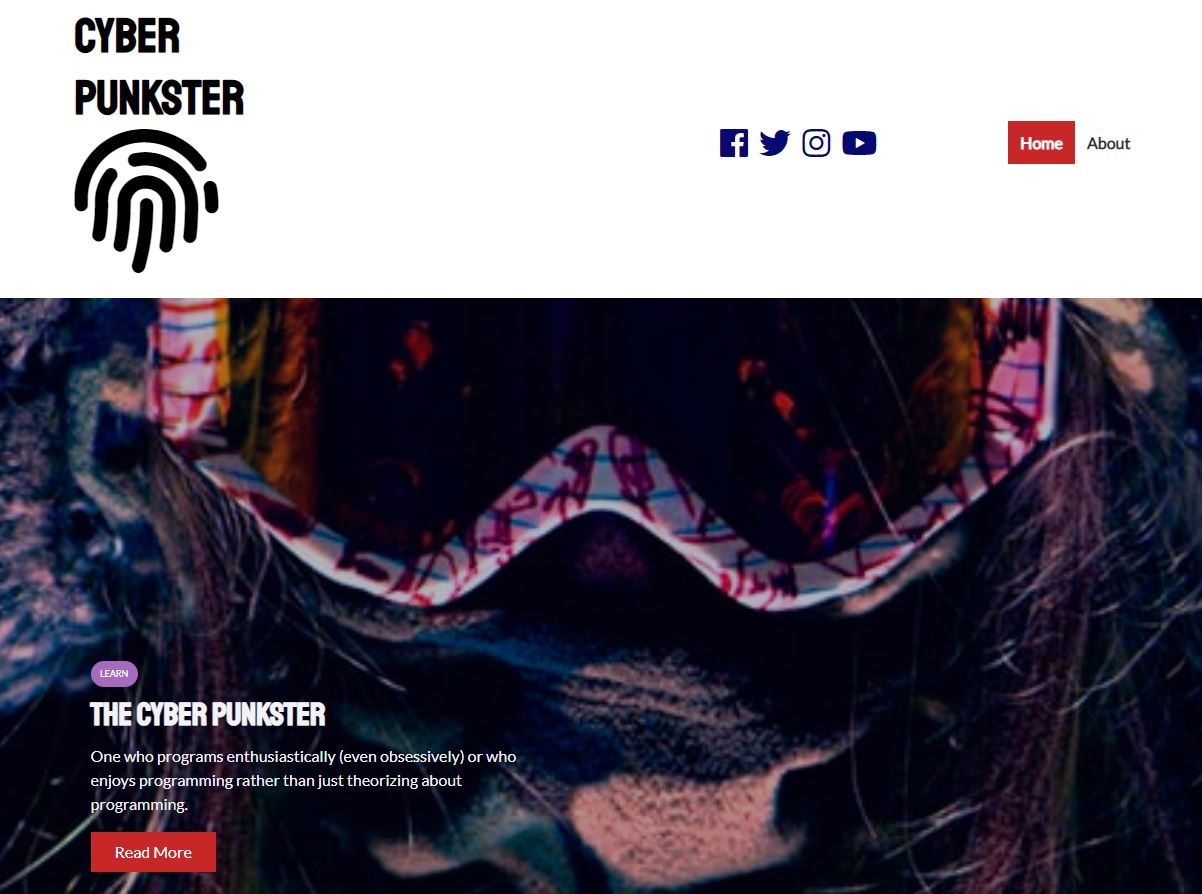 CYBER
PUNKSTER
Home
About
LEARN
THE CYBER PUNKSTER
One who programs enthusiastically (even obsessively) or who
enjoys programming rather than just theorizing about
programming.
Read More